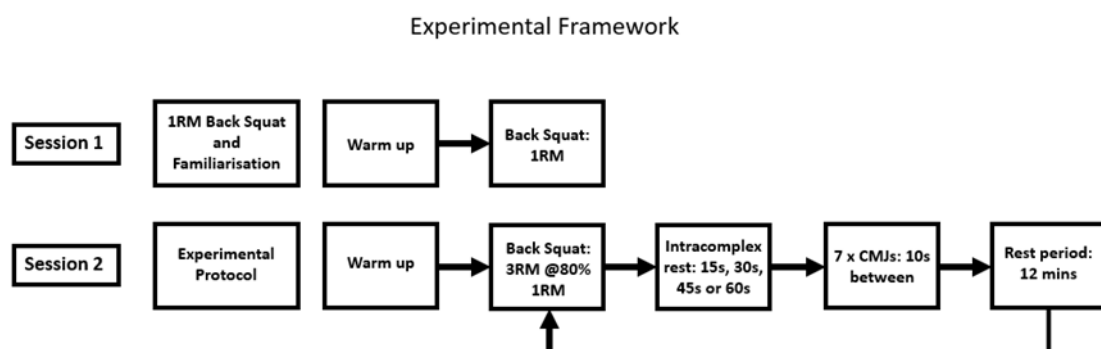 Experimental Framework
Session 1
1RM Back Squat
and
Familiarisation
Warm up
Back Squat:
1RM
Session 2
Experimental
Protocol
Warm up
Back Squat:
3RM @80%
1RM
Intracomplex
rest: 15s, 30s,
45s or 60s
7 x CMJs: 10s
between
Rest period:
12 mins